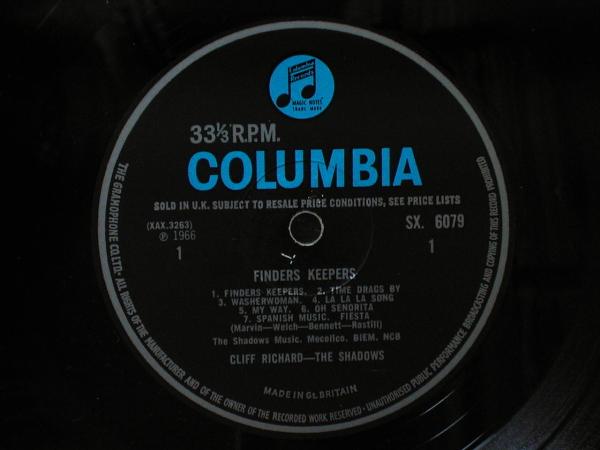 Columbia
Records
MAGIC NOTES
TRADE MARK
33⅓ R.P.M.
COLUMBIA
SOLD IN U.K. SUBJECT TO RESALE PRICE CONDITIONS, SEE PRICE LISTS
(XAX.3263)
SX. 6079
℗ 1966
1
1
FINDERS KEEPERS
1. FINDERS KEEPERS. 2. TIME DRAGS BY
3. WASHERWOMAN. 4. LA LA LA SONG
5. MY WAY. 6. OH SENORITA
7. SPANISH MUSIC. FIESTA
(Marvin—Welch—Bennett—Rostill)
The Shadows Music. Mecolico. BIEM. NCB
CLIFF RICHARD—THE SHADOWS
MADE IN Gt. BRITAIN
THE GRAMOPHONE CO. LTD · ALL RIGHTS OF THE MANUFACTURER AND OF THE OWNER OF THE RECORDED WORK RESERVED · UNAUTHORISED PUBLIC PERFORMANCE BROADCASTING AND COPYING OF THIS RECORD PROHIBITED